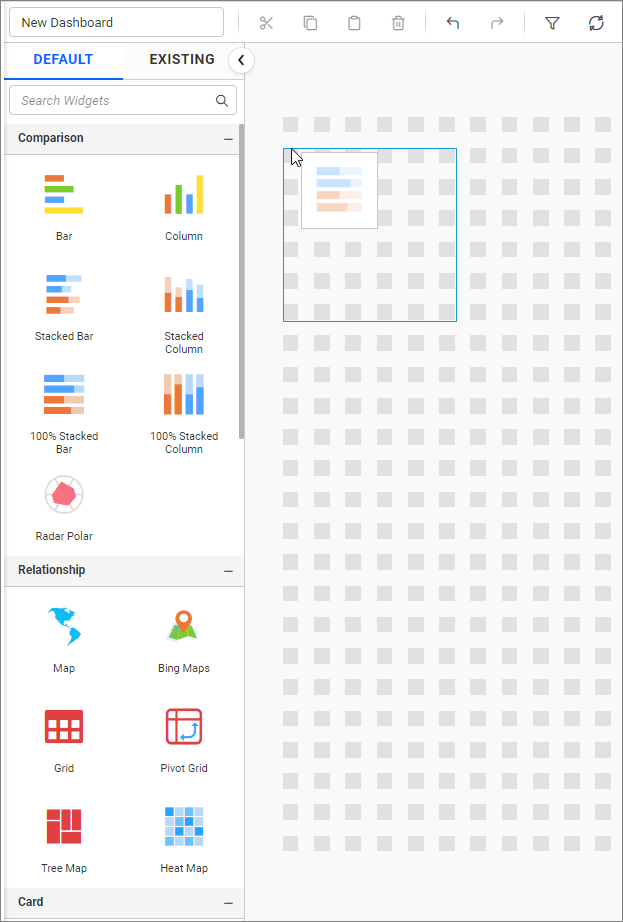 New Dashboard
DEFAULT
EXISTING
Search Widgets
Comparison
Bar
Column
Stacked Bar
Stacked
Column
100% Stacked
Bar
100% Stacked
Column
Radar Polar
Relationship
Map
Bing Maps
Grid
Pivot Grid
Tree Map
Heat Map
Card